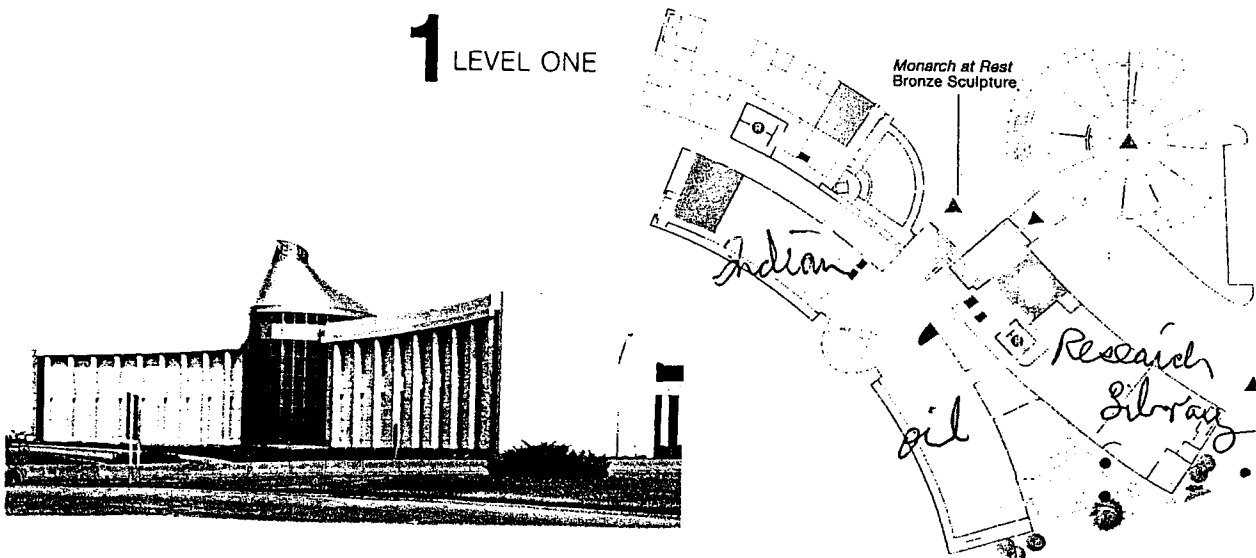 1 LEVEL ONE
Monarch at Rest
Bronze Sculpture
Indian
Research
Library
oil